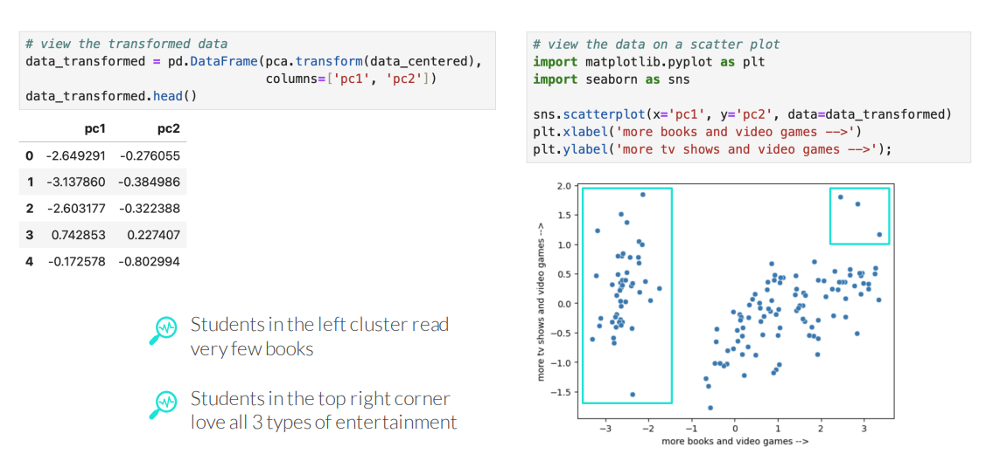 # view the transformed data
data_transformed = pd.DataFrame(pca.transform(data_centered),
columns=['pc1', 'pc2'])
data_transformed.head()
pc1 pc2
0 -2.649291 -0.276055
1 -3.137860 -0.384986
2 -2.603177 -0.322388
3 0.742853 0.227407
4 -0.172578 -0.802994
Students in the left cluster read
very few books
Students in the top right corner
love all 3 types of entertainment
# view the data on a scatter plot
import matplotlib.pyplot as plt
import seaborn as sns
sns.scatterplot(x='pc1', y='pc2', data=data_transformed)
plt.xlabel('more books and video games -->')
plt.ylabel('more tv shows and video games -->');
more tv shows and video games -->
2.0
1.5
1.0
0.5
0.0
−0.5
−1.0
−1.5
−3 −2 −1 0 1 2 3
more books and video games -->